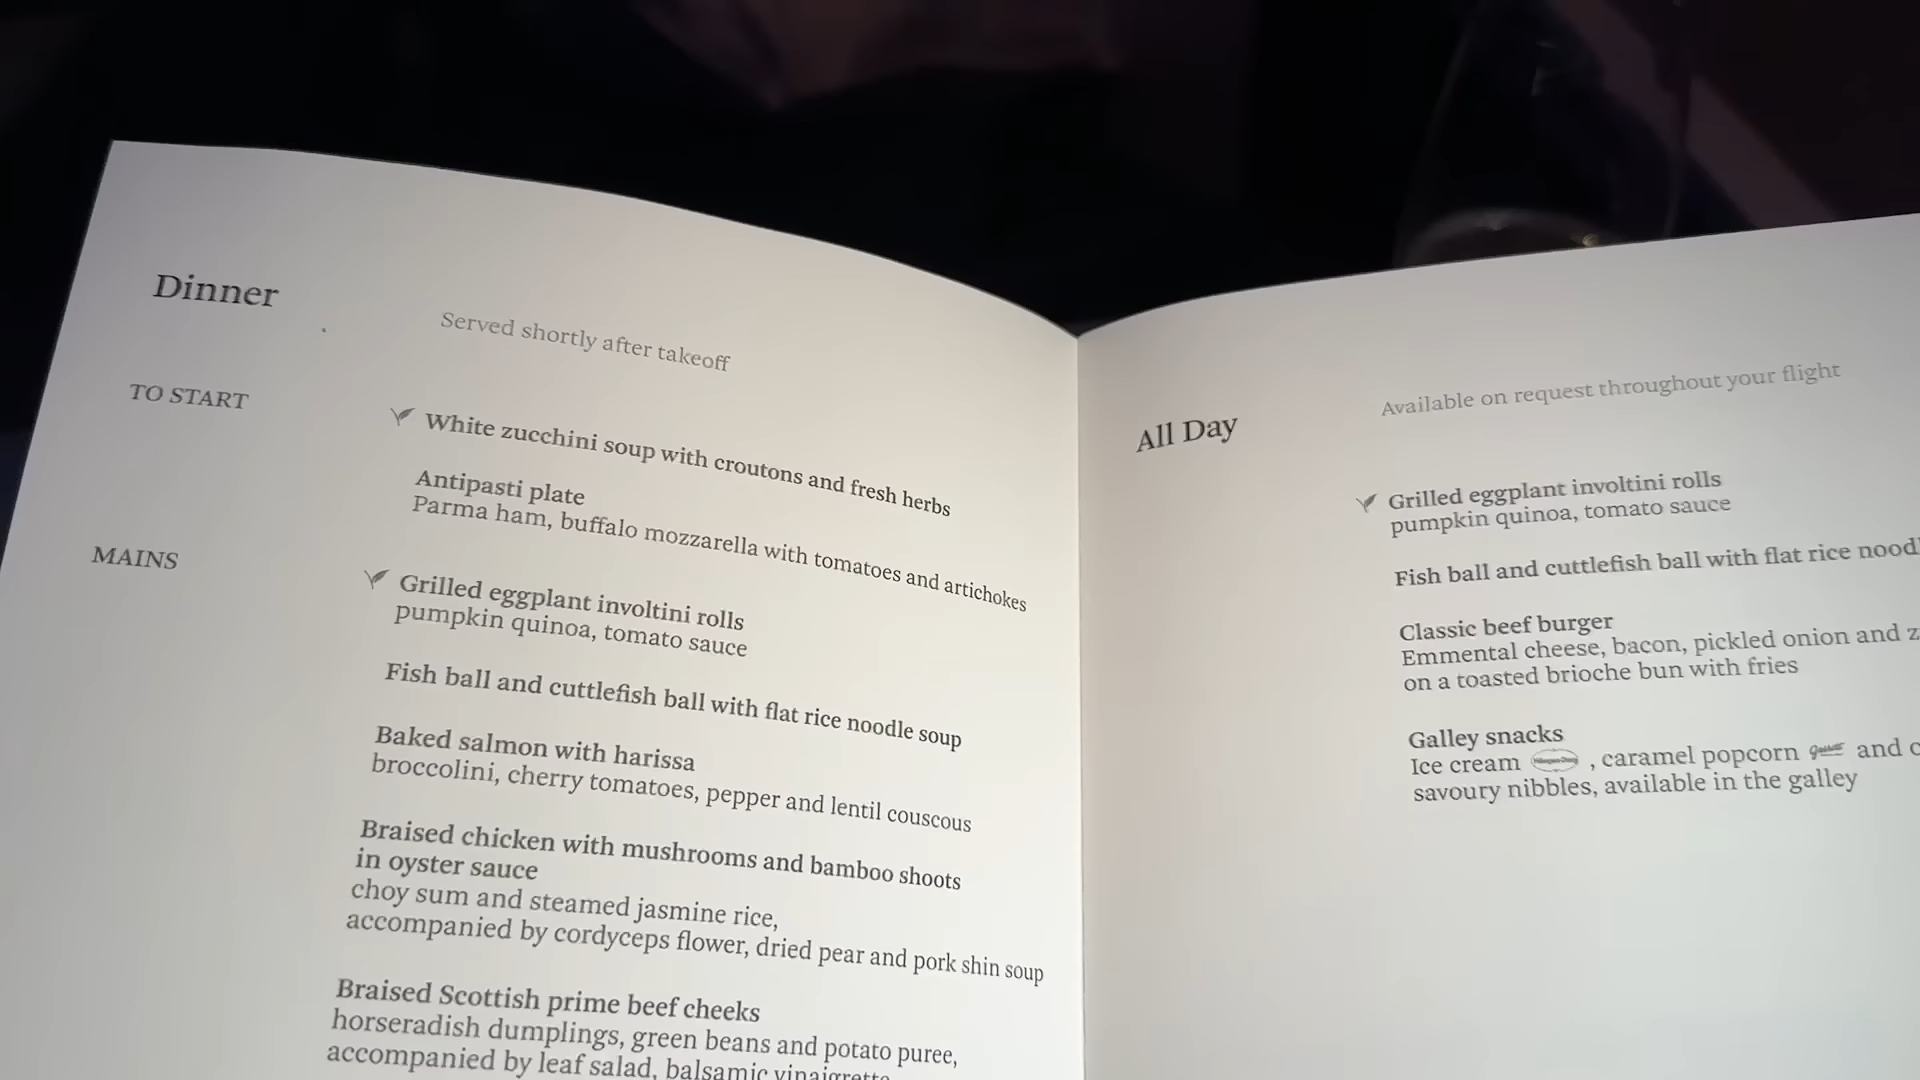 Dinner
Served shortly after takeoff
TO START
White zucchini soup with croutons and fresh herbs
Antipasti plate
Parma ham, buffalo mozzarella with tomatoes and artichokes
MAINS
Grilled eggplant involtini rolls
pumpkin quinoa, tomato sauce
Fish ball and cuttlefish ball with flat rice noodle soup
Baked salmon with harissa
broccolini, cherry tomatoes, pepper and lentil couscous
Braised chicken with mushrooms and bamboo shoots
in oyster sauce
choy sum and steamed jasmine rice,
accompanied by cordyceps flower, dried pear and pork shin soup
Braised Scottish prime beef cheeks
horseradish dumplings, green beans and potato puree,
accompanied by leaf salad, balsamic vinaigrette
All Day
Available on request throughout your flight
Grilled eggplant involtini rolls
pumpkin quinoa, tomato sauce
Fish ball and cuttlefish ball with flat rice
Classic beef burger
Emmental cheese, bacon, pickled onion and
on a toasted brioche bun with fries
Galley snacks
Ice cream , caramel popcorn and
savoury nibbles, available in the galley